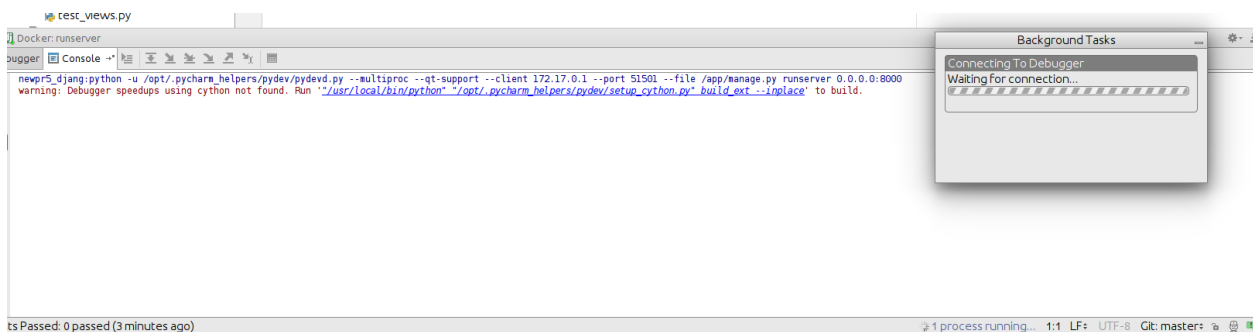 test_views.py
Docker: runserver
Background Tasks
bugger Console
Connecting To Debugger
Waiting for connection...
newpr5_djang:python -u /opt/.pycharm_helpers/pydev/pydevd.py --multiproc --qt-support --client 172.17.0.1 --port 51501 --file /app/manage.py runserver 0.0.0.0:8000
warning: Debugger speedups using cython not found. Run '"/usr/local/bin/python" "/opt/.pycharm_helpers/pydev/setup_cython.py" build_ext --inplace' to build.
ts Passed: 0 passed (3 minutes ago)
1 process running... 1:1 LF UTF-8 Git: master